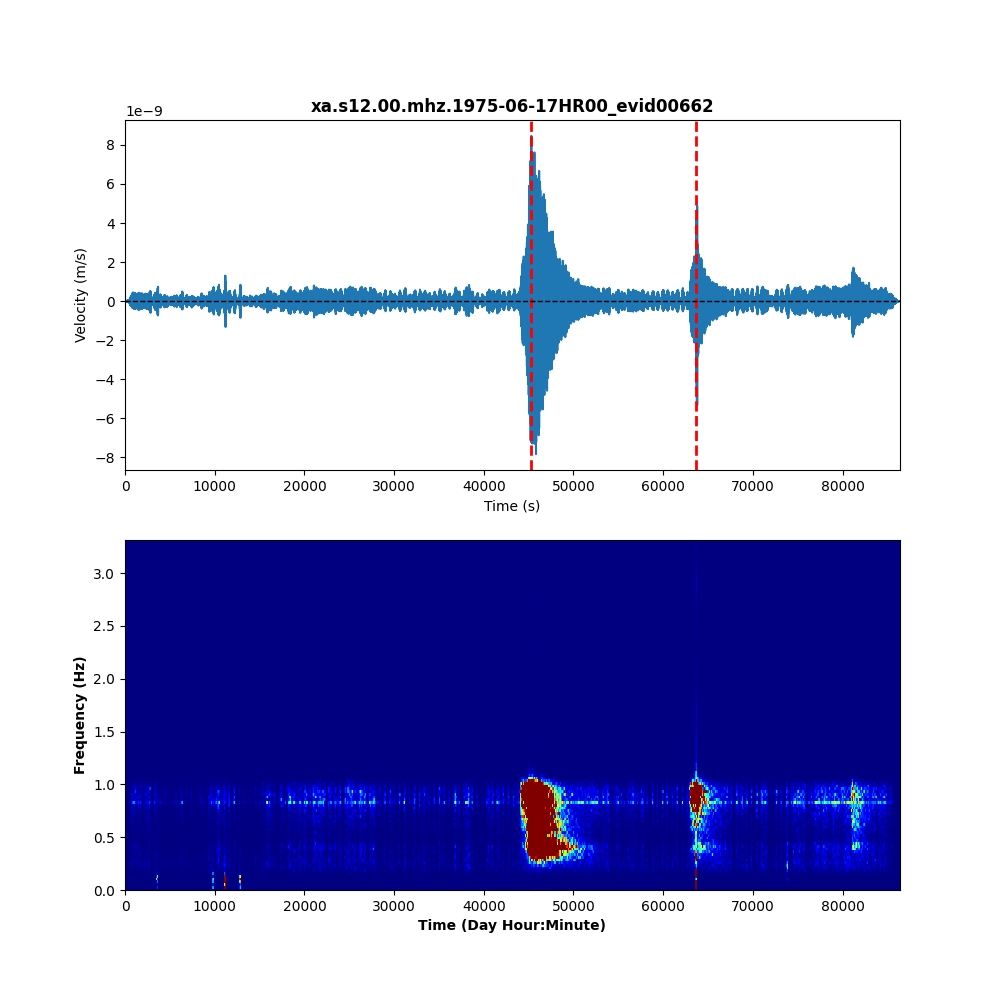 xa.s12.00.mhz.1975-06-17HR00_evid00662
1e−9
Velocity (m/s)
8
6
4
2
0
−2
−4
−6
−8
0 10000 20000 30000 40000 50000 60000 70000 80000
Time (s)
Frequency (Hz)
3.0
2.5
2.0
1.5
1.0
0.5
0.0
0 10000 20000 30000 40000 50000 60000 70000 80000
Time (Day Hour:Minute)